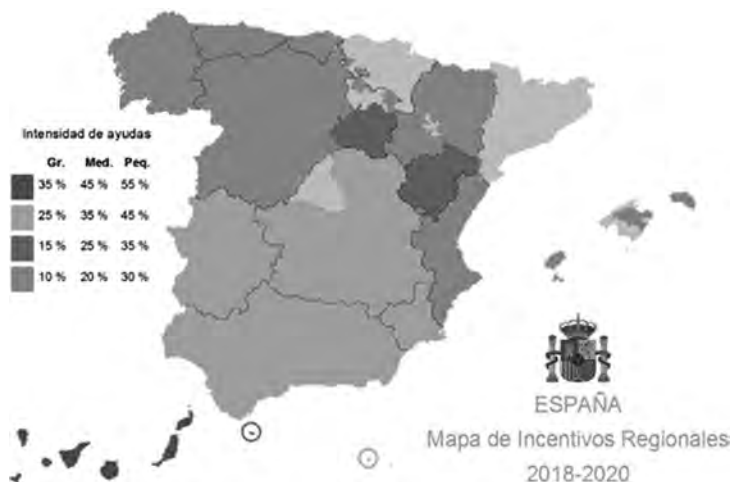 Intensidad de ayudas
Gr. Med. Peq.
35 % 45 % 55 %
25 % 35 % 45 %
15 % 25 % 35 %
10 % 20 % 30 %
ESPAÑA
Mapa de Incentivos Regionales
2018-2020